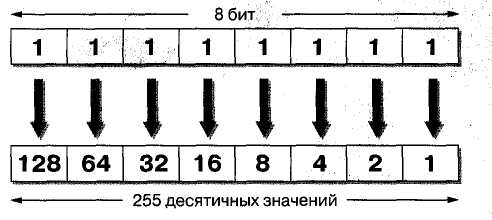 8 бит
1 1 1 1 1 1 1 1
128 64 32 16 8 4 2 1
255 десятичных значений